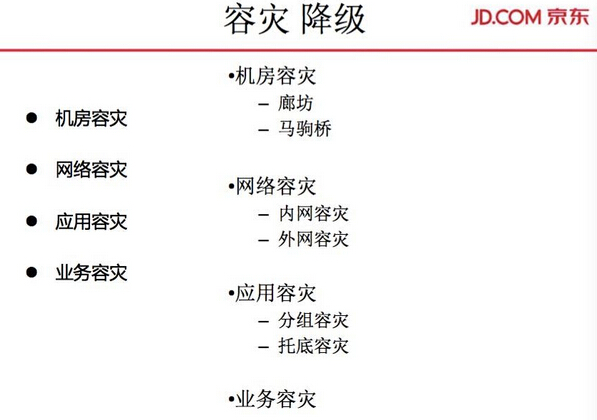 容灾 降级
JD.COM 京东
● 机房容灾
● 网络容灾
● 应用容灾
● 业务容灾
•机房容灾
– 廊坊
– 马驹桥
•网络容灾
– 内网容灾
– 外网容灾
•应用容灾
– 分组容灾
– 托底容灾
•业务容灾